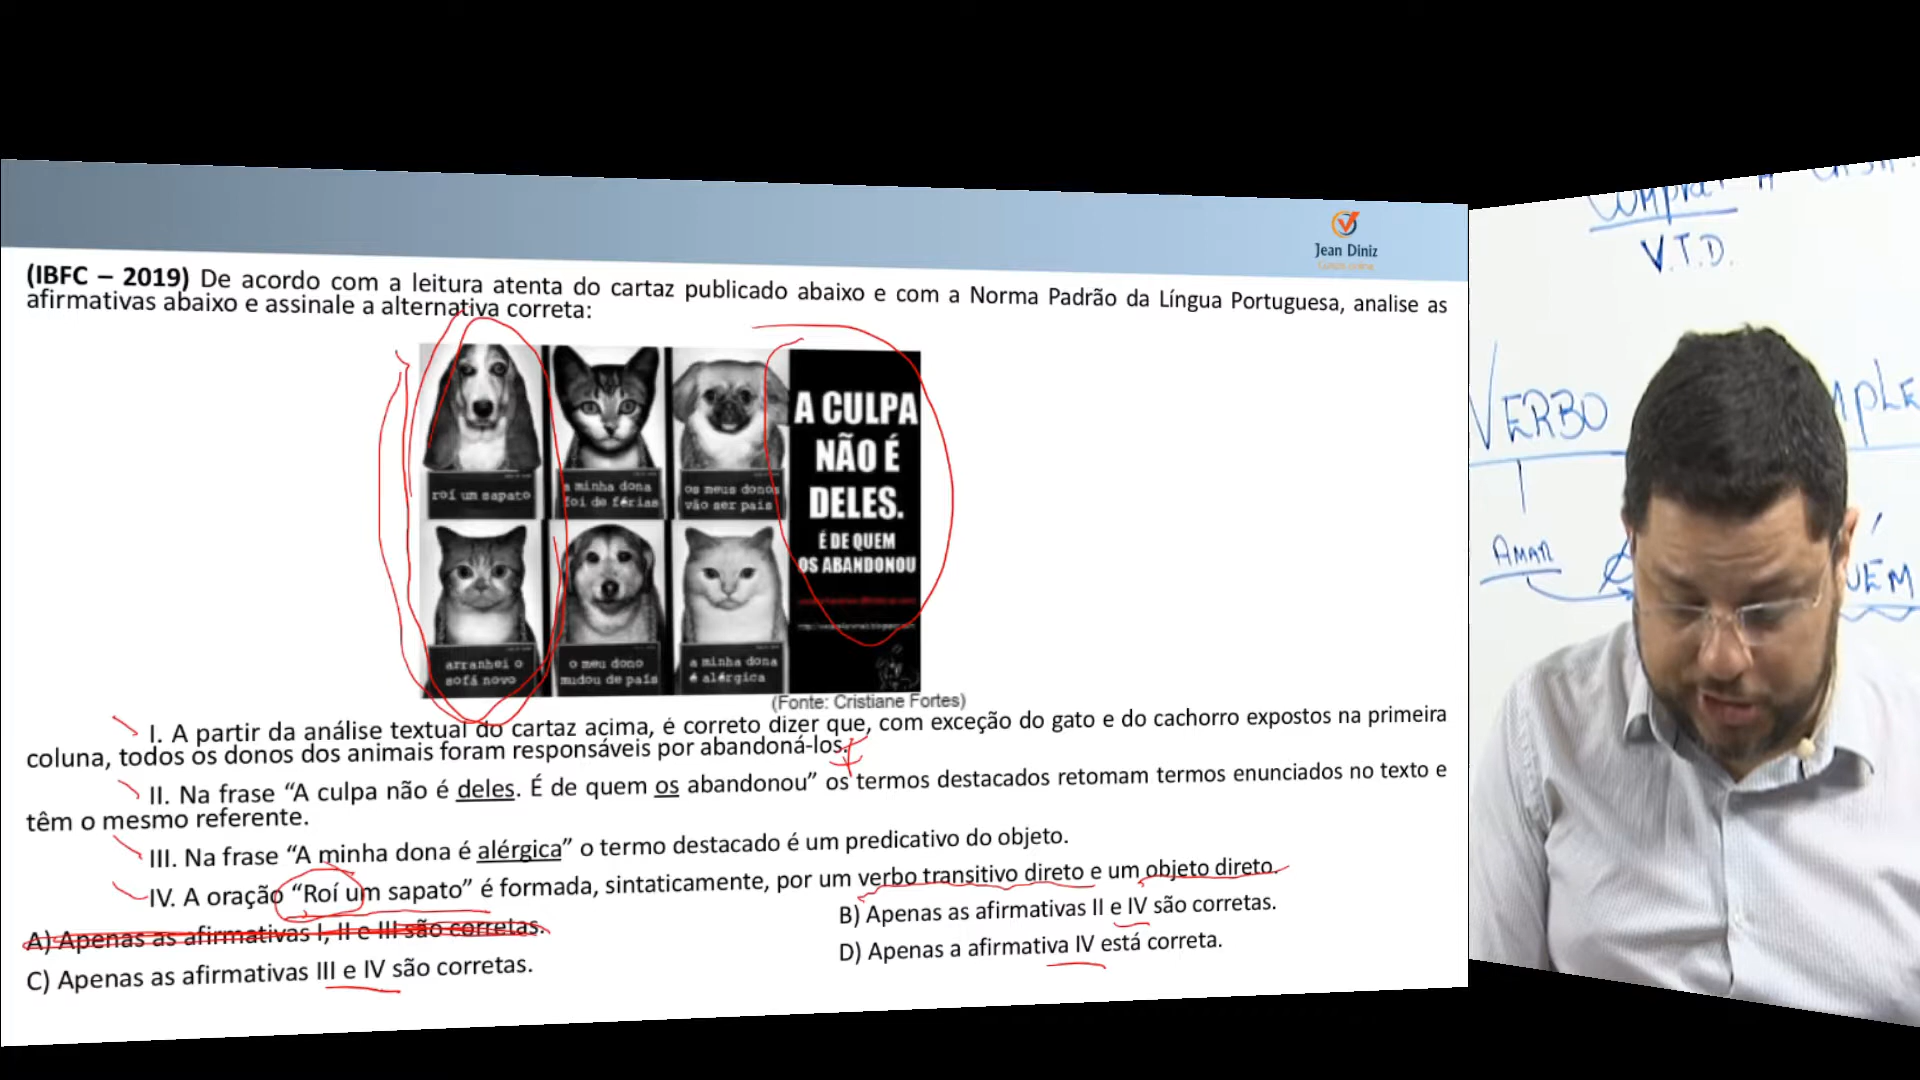 Jean Diniz
(IBFC – 2019) De acordo com a leitura atenta do cartaz publicado abaixo e com a Norma Padrão da Língua Portuguesa, analise as
afirmativas abaixo e assinale a alternativa correta:
roí um sapato
a minha dona
foi de férias
os meus donos
vão ser pais
arranhei o
sofá novo
o meu dono
mudou de país
a minha dona
é alérgica
A CULPA
NÃO É
DELES.
É DE QUEM
OS ABANDONOU
(Fonte: Cristiane Fortes)
I. A partir da análise textual do cartaz acima, é correto dizer que, com exceção do gato e do cachorro expostos na primeira
coluna, todos os donos dos animais foram responsáveis por abandoná-los.
II. Na frase “A culpa não é deles. É de quem os abandonou” os termos destacados retomam termos enunciados no texto e
têm o mesmo referente.
III. Na frase “A minha dona é alérgica” o termo destacado é um predicativo do objeto.
IV. A oração “Roí um sapato” é formada, sintaticamente, por um verbo transitivo direto e um objeto direto.
A) Apenas as afirmativas I, II e III são corretas.
B) Apenas as afirmativas II e IV são corretas.
C) Apenas as afirmativas III e IV são corretas.
D) Apenas a afirmativa IV está correta.
V.T.D.
VERBO
AMAR